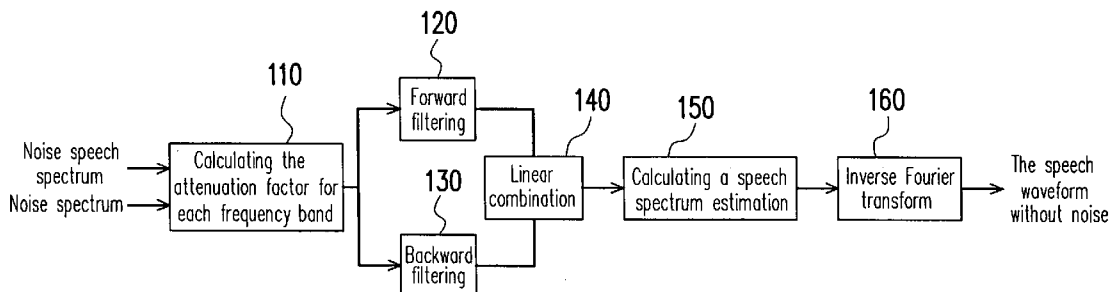 Noise speech
spectrum
Noise spectrum
110
Calculating the
attenuation factor for
each frequency band
120
Forward
filtering
130
Backward
filtering
140
Linear
combination
150
Calculating a speech
spectrum estimation
160
Inverse Fourier
transform
The speech
waveform
without noise